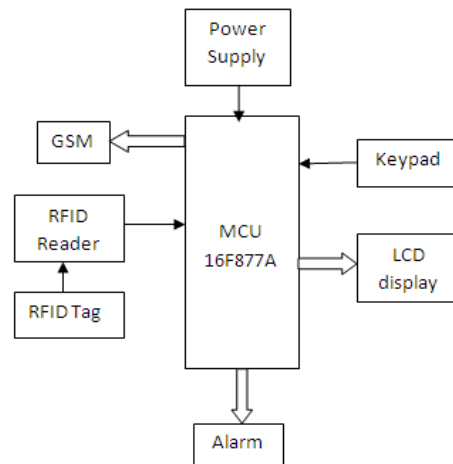 Power
Supply
GSM
Keypad
RFID
Reader
MCU
16F877A
LCD
display
RFID Tag
Alarm